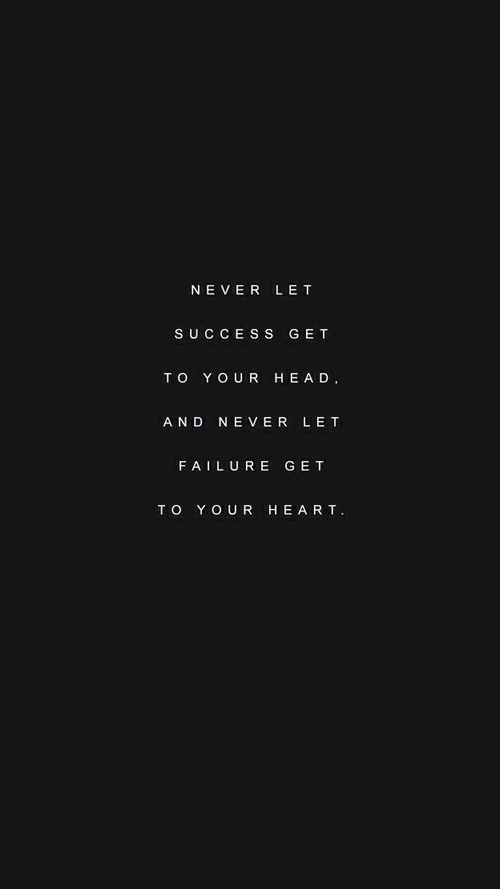 NEVER LET
SUCCESS GET
TO YOUR HEAD,
AND NEVER LET
FAILURE GET
TO YOUR HEART.